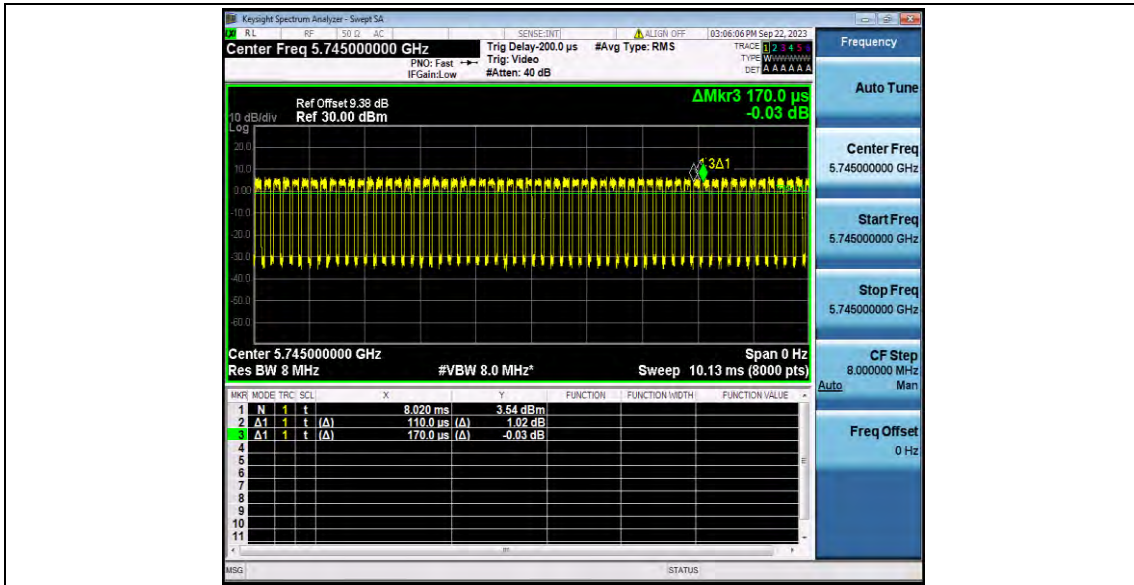 Keysight Spectrum Analyzer - Swept SA
RL RF 50 Ω AC SENSE:INT ALIGN OFF 03:06:06 PM Sep 22, 2023
Center Freq 5.745000000 GHz Trig Delay-200.0 µs #Avg Type: RMS TRACE 1 2 3 4 5 6
PNO: Fast Trig: Video TYPE
IFGain:Low #Atten: 40 dB DET A A A A A A
Frequency
Auto Tune
Center Freq
5.745000000 GHz
Start Freq
5.745000000 GHz
Stop Freq
5.745000000 GHz
CF Step
8.000000 MHz
Auto Man
Freq Offset
0 Hz
ΔMkr3 170.0 µs
-0.03 dB
Ref Offset 9.38 dB
10 dB/div Ref 30.00 dBm
Log
20.0
10.0
0.00
-10.0
-20.0
-30.0
-40.0
-50.0
-60.0
3Δ1
Center 5.745000000 GHz Span 0 Hz
Res BW 8 MHz #VBW 8.0 MHz* Sweep 10.13 ms (8000 pts)
MKR MODE TRC SCL X Y FUNCTION FUNCTION WIDTH FUNCTION VALUE
1 N 1 t 8.020 ms 3.54 dBm
2 Δ1 1 t (Δ) 110.0 µs (Δ) 1.02 dB
3 Δ1 1 t (Δ) 170.0 µs (Δ) -0.03 dB
4
5
6
7
8
9
10
11
MSG STATUS